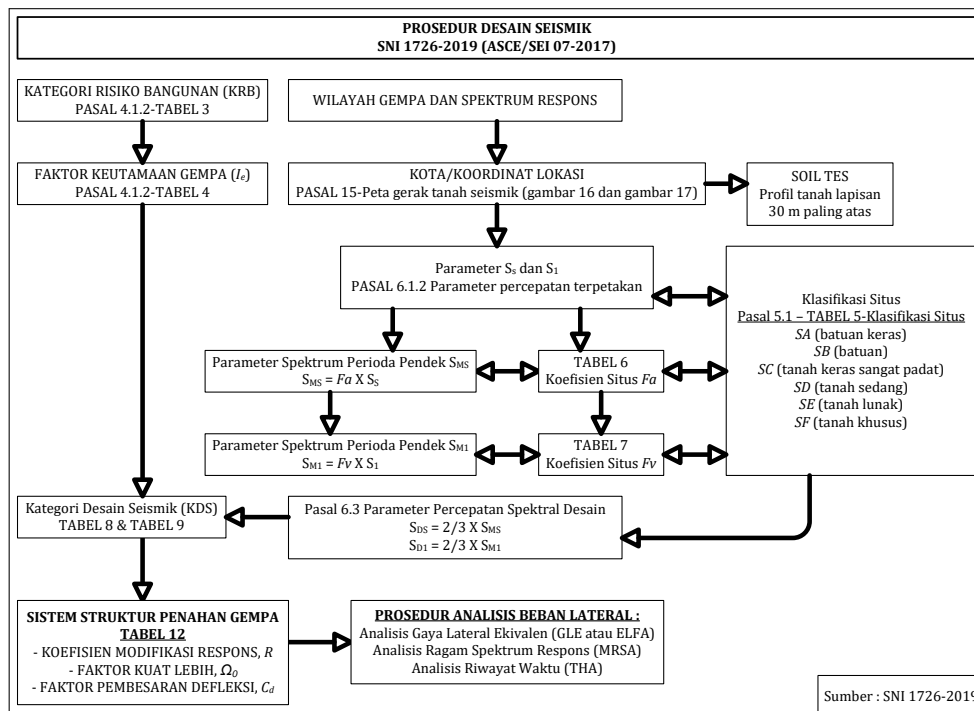 PROSEDUR DESAIN SEISMIK
SNI 1726-2019 (ASCE/SEI 07-2017)
KATEGORI RISIKO BANGUNAN (KRB)
PASAL 4.1.2-TABEL 3
WILAYAH GEMPA DAN SPEKTRUM RESPONS
FAKTOR KEUTAMAAN GEMPA (Ie)
PASAL 4.1.2-TABEL 4
KOTA/KOORDINAT LOKASI
PASAL 15-Peta gerak tanah seismik (gambar 16 dan gambar 17)
SOIL TES
Profil tanah lapisan
30 m paling atas
Parameter Ss dan S1
PASAL 6.1.2 Parameter percepatan terpetakan
Klasifikasi Situs
Pasal 5.1 – TABEL 5-Klasifikasi Situs
SA (batuan keras)
SB (batuan)
SC (tanah keras sangat padat)
SD (tanah sedang)
SE (tanah lunak)
SF (tanah khusus)
Parameter Spektrum Perioda Pendek SMS
SMS = Fa X SS
TABEL 6
Koefisien Situs Fa
Parameter Spektrum Perioda Pendek SM1
SM1 = Fv X S1
TABEL 7
Koefisien Situs Fv
Kategori Desain Seismik (KDS)
TABEL 8 & TABEL 9
Pasal 6.3 Parameter Percepatan Spektral Desain
SDS = 2/3 X SMS
SD1 = 2/3 X SM1
SISTEM STRUKTUR PENAHAN GEMPA
TABEL 12
- KOEFISIEN MODIFIKASI RESPONS, R
- FAKTOR KUAT LEBIH, Ω0
- FAKTOR PEMBESARAN DEFLEKSI, Cd
PROSEDUR ANALISIS BEBAN LATERAL :
Analisis Gaya Lateral Ekivalen (GLE atau ELFA)
Analisis Ragam Spektrum Respons (MRSA)
Analisis Riwayat Waktu (THA)
Sumber : SNI 1726-2019